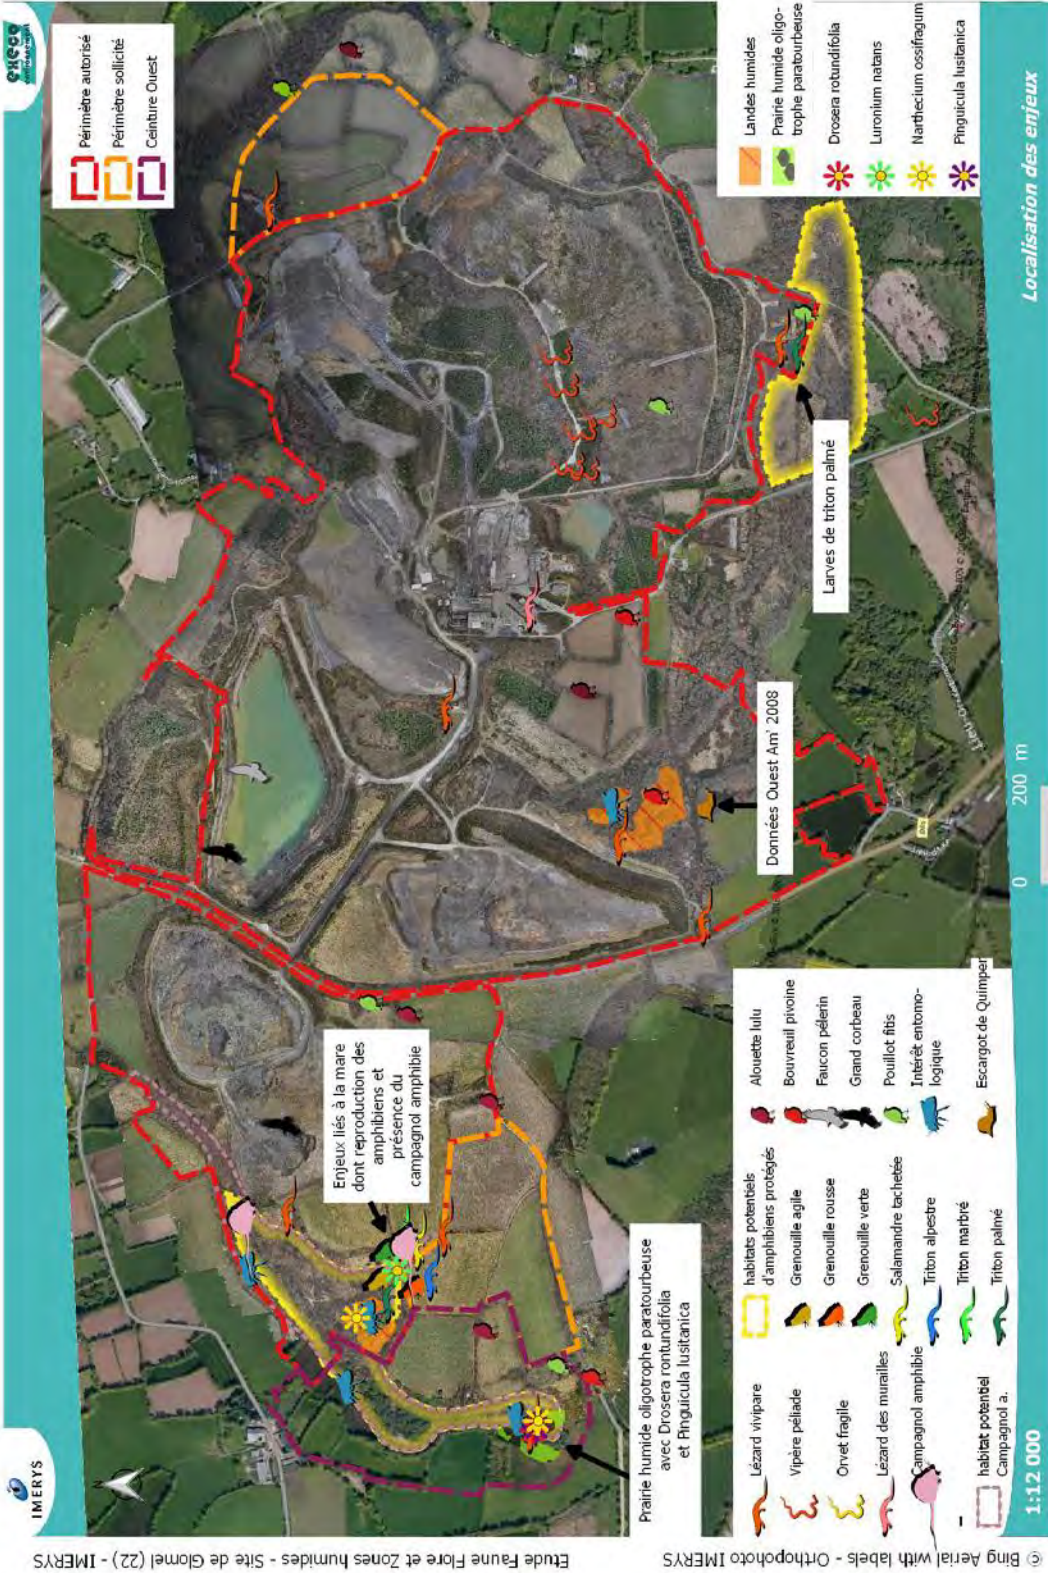 IMERYS
execo
environnement
Périmètre autorisé
Périmètre sollicité
Ceinture Ouest
Enjeux liés à la mare
dont reproduction des
amphibiens et
présence du
campagnol amphibie
Prairie humide oligotrophe paratourbeuse
avec Drosera rontundifolia
et Pinguicula lusitanica
Données Ouest Am' 2008
Larves de triton palmé
Lézard vivipare
Vipère péliade
Orvet fragile
Lézard des murailles
Campagnol amphibie
habitat potentiel
Campagnol a.
habitats potentiels
d'amphibiens protégés
Grenouille agile
Grenouille rousse
Grenouille verte
Salamandre tachetée
Triton alpestre
Triton marbré
Triton palmé
Alouette lulu
Bouvreuil pivoine
Faucon pélerin
Grand corbeau
Pouillot fitis
Intérêt entomo-
logique
Escargot de Quimper
Landes humides
Prairie humide oligo-
trophe paratourbeuse
Drosera rotundifolia
Luronium natans
Narthecium ossifragum
Pinguicula lusitanica
1:12 000
0 200 m
Localisation des enjeux
Etude Faune Flore et Zones humides - Site de Glomel (22) - IMERYS
© Bing Aerial with labels - Orthopohoto IMERYS